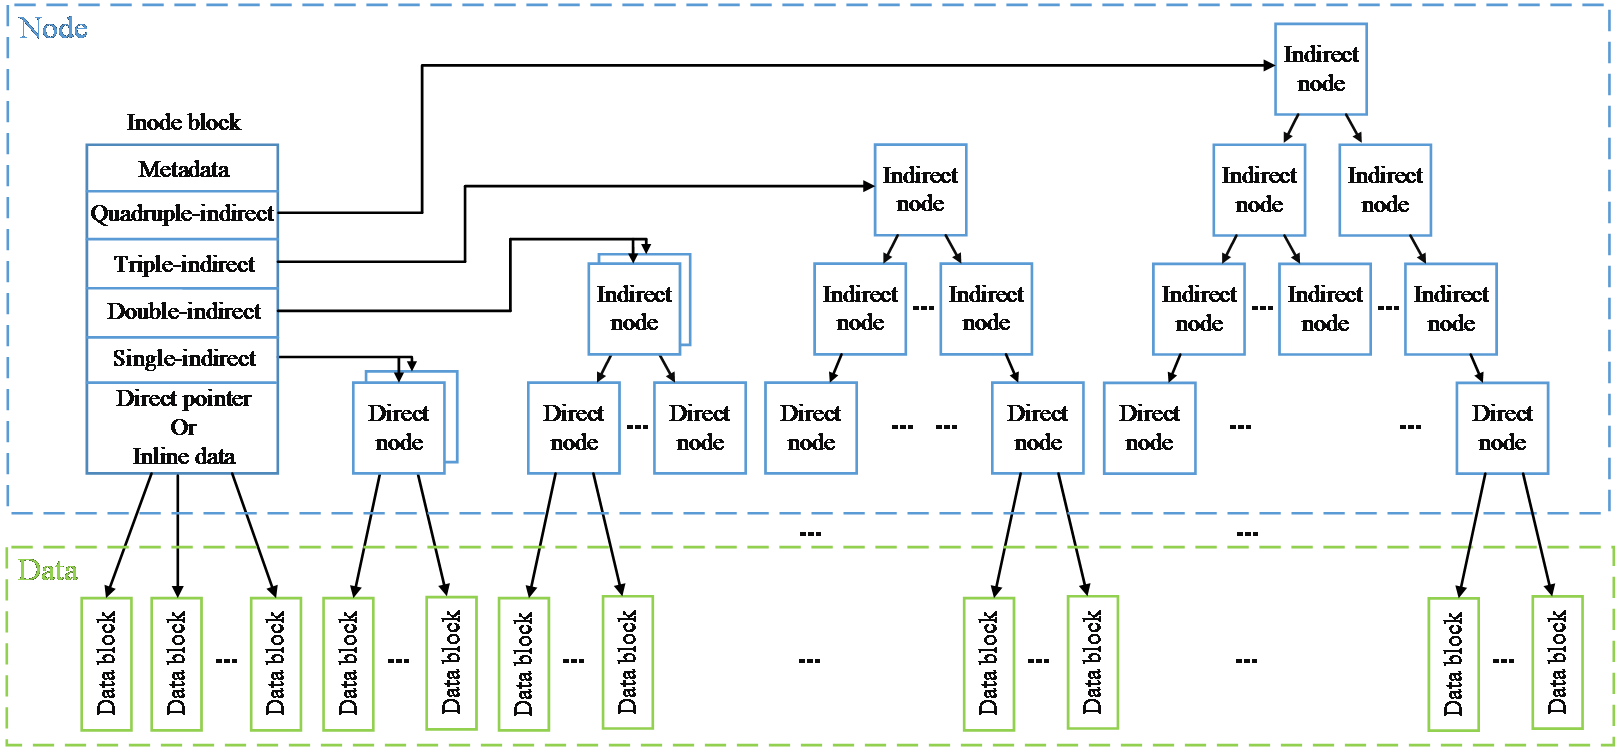 Node
Inode block
Metadata
Quadruple-indirect
Triple-indirect
Double-indirect
Single-indirect
Direct pointer
Or
Inline data
Indirect
node
Indirect
node
Indirect
node
Indirect
node
Indirect
node
Indirect
node
...
Indirect
node
Indirect
node
...
Indirect
node
...
Indirect
node
Direct
node
Direct
node
...
Direct
node
Direct
node
... ...
Direct
node
Direct
node
...
...
Direct
node
...
...
Data
Data block
Data block
...
Data block
Data block
...
Data block
Data block
...
Data block
...
Data block
...
Data block
...
Data block
...
Data block